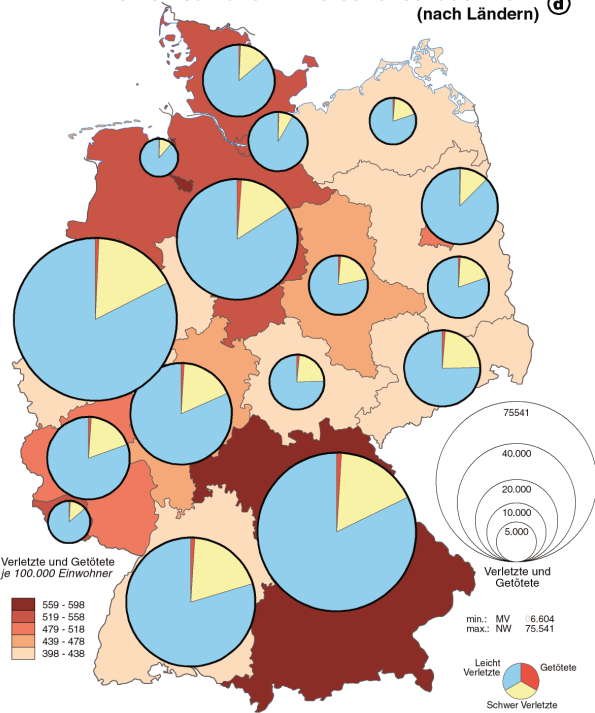 (nach Ländern)
d
75541
40.000
20.000
10.000
5.000
Verletzte und
Getötete
Verletzte und Getötete
je 100.000 Einwohner
559 - 598
519 - 558
479 - 518
439 - 478
398 - 438
min.: MV 6.604
max.: NW 75.541
Leicht
Verletzte
Getötete
Schwer Verletzte